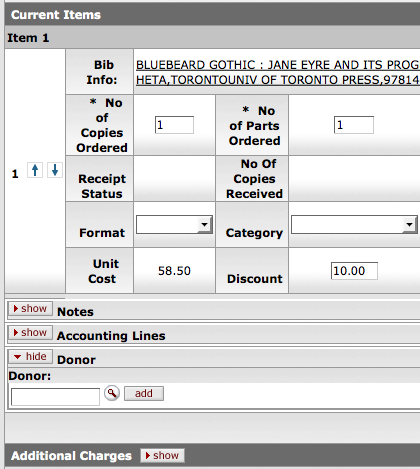 Current Items
Item 1
Bib Info:
BLUEBEARD GOTHIC : JANE EYRE AND ITS PROG
HETA,TORONTOUNIV OF TORONTO PRESS,97814
* No of Copies Ordered
1
* No of Parts Ordered
1
1
Receipt Status
No Of Copies Received
Format
Category
Unit Cost
58.50
Discount
10.00
show Notes
show Accounting Lines
hide Donor
Donor:
add
Additional Charges show